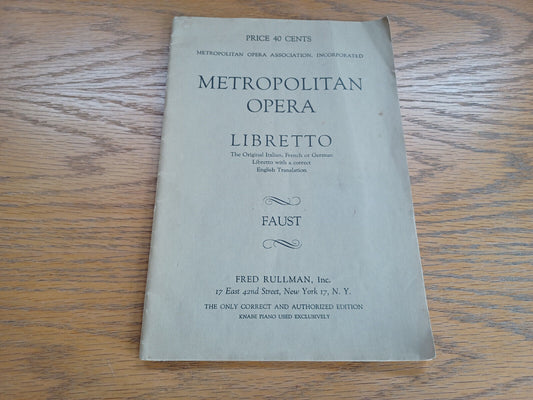 PRICE 40 CENTS
METROPOLITAN OPERA ASSOCIATION, INCORPORATED
METROPOLITAN
OPERA
LIBRETTO
The Original Italian, French or German
Libretto with a correct
English Translation
FAUST
FRED RULLMAN, Inc.
17 East 42nd Street, New York 17, N. Y.
THE ONLY CORRECT AND AUTHORIZED EDITION
KNABE PIANO USED EXCLUSIVELY